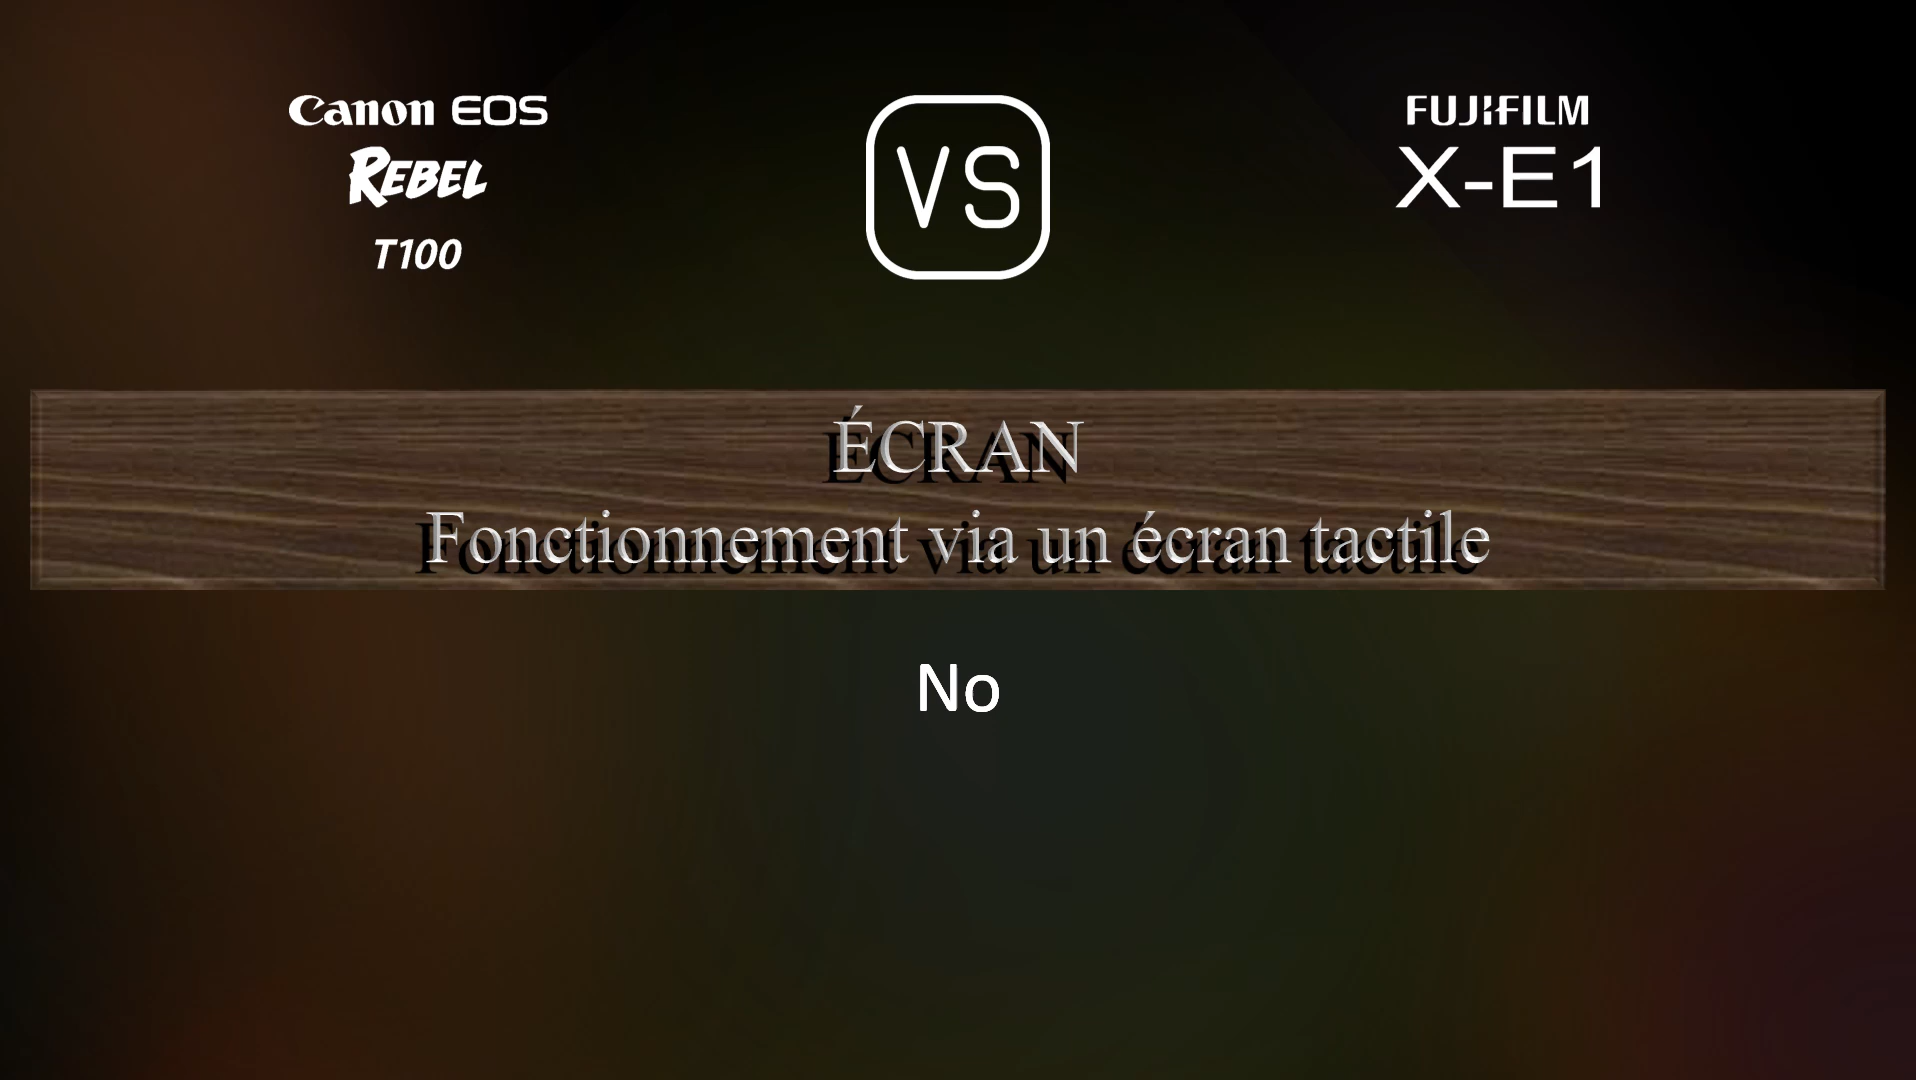 Canon EOS
REBEL
T100
VS
FUJIFILM
X-E1
ÉCRAN
Fonctionnement via un écran tactile
No